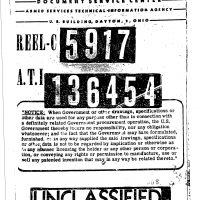 DOCUMENT SERVICE CENTER
ARMED SERVICES TECHNICAL INFORMATION AGENCY
U. B. BUILDING, DAYTON, 2, OHIO
REEL-C 5917
A.T.I 136454
"NOTICE: When Government or other drawings, specifications or
other data are used for any purpose other than in connection with
a definitely related Government procurement operation, the U.S.
Government thereby incurs no responsibility, nor any obligation
whatsoever; and the fact that the Government may have formulated,
furnished, or in any way supplied the said drawings, specifications
or other data is not to be regarded by implication or otherwise as
in any manner licensing the holder or any other person or corpora-
tion, or conveying any rights or permission to manufacture, use or
sell any patented invention that may in any way be related thereto."
UNCLASSIFIED